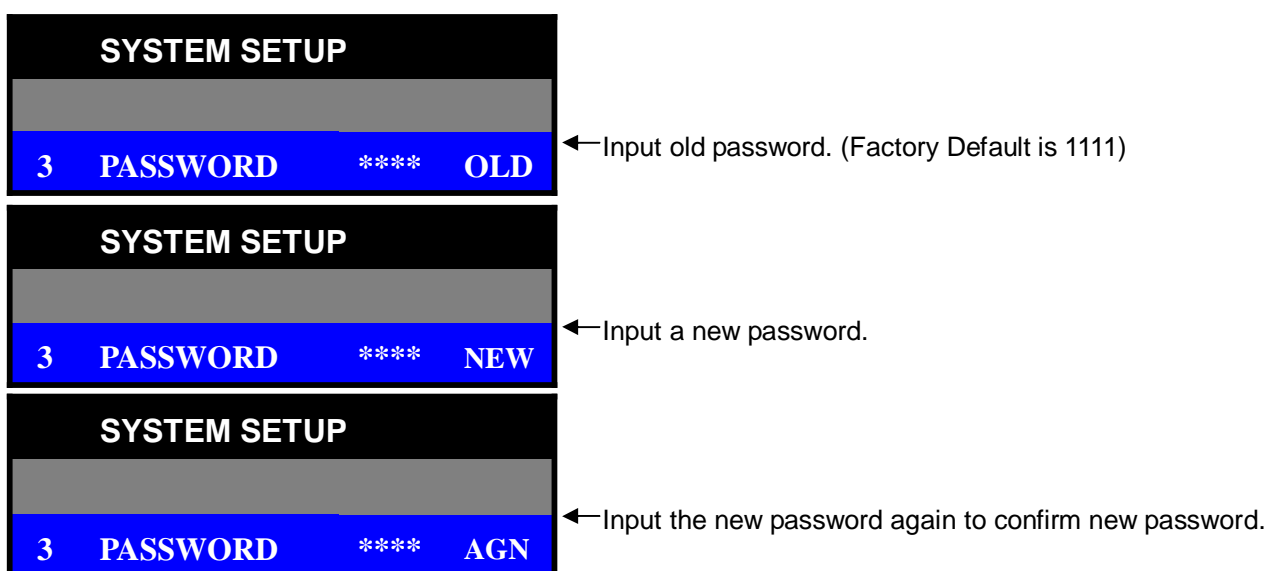 SYSTEM SETUP
3 PASSWORD **** OLD
Input old password. (Factory Default is 1111)
SYSTEM SETUP
3 PASSWORD **** NEW
Input a new password.
SYSTEM SETUP
3 PASSWORD **** AGN
Input the new password again to confirm new password.